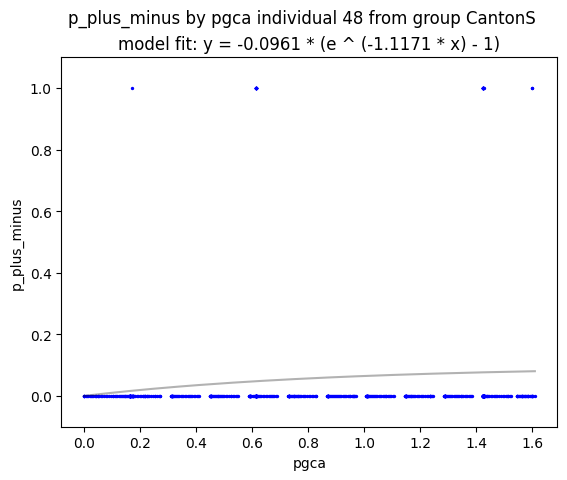 p_plus_minus by pgca individual 48 from group CantonS
model fit: y = -0.0961 * (e ^ (-1.1171 * x) - 1)
1.0
0.8
0.6
0.4
0.2
0.0
p_plus_minus
0.0 0.2 0.4 0.6 0.8 1.0 1.2 1.4 1.6
pgca